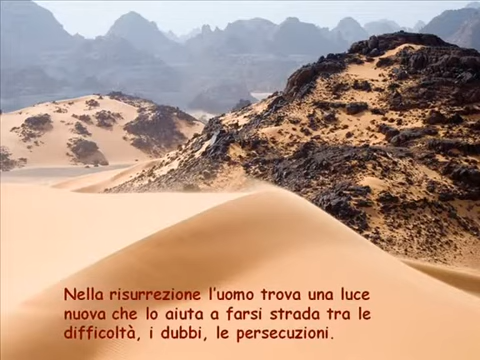 Nella risurrezione l'uomo trova una luce
nuova che lo aiuta a farsi strada tra le
difficoltà, i dubbi, le persecuzioni.